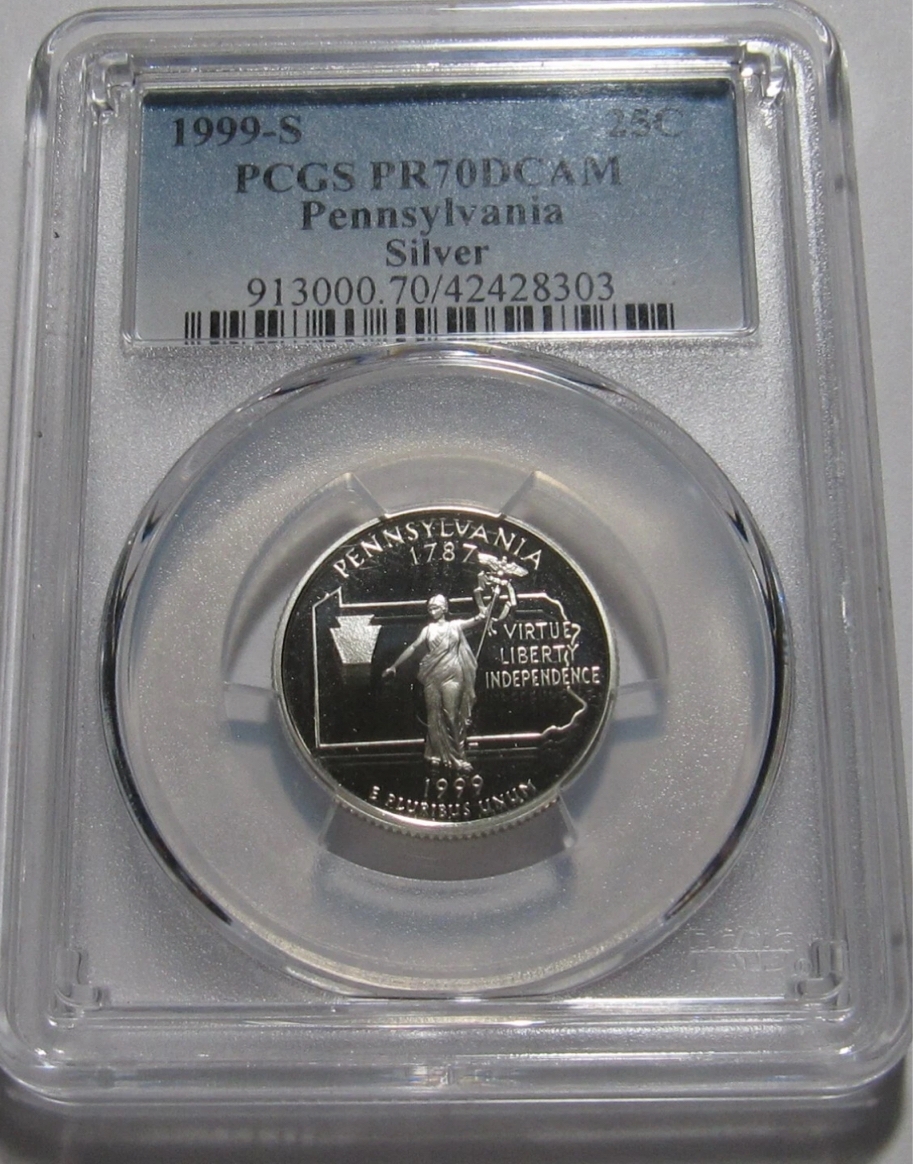 1999-S 25C
PCGS PR70DCAM
Pennsylvania
Silver
913000.70/42428303
PENNSYLVANIA
1787
VIRTUE
LIBERTY
INDEPENDENCE
1999
E PLURIBUS UNUM